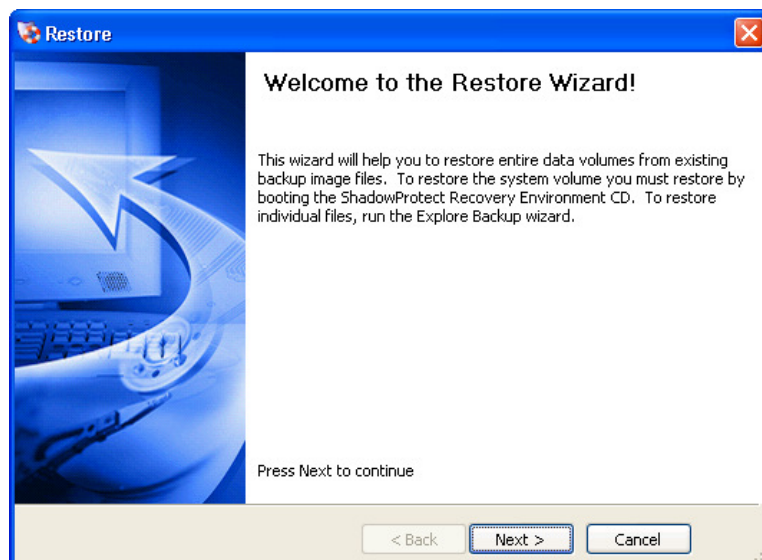 Restore
Welcome to the Restore Wizard!
This wizard will help you to restore entire data volumes from existing
backup image files. To restore the system volume you must restore by
booting the ShadowProtect Recovery Environment CD. To restore
individual files, run the Explore Backup wizard.
Press Next to continue
< Back Next > Cancel